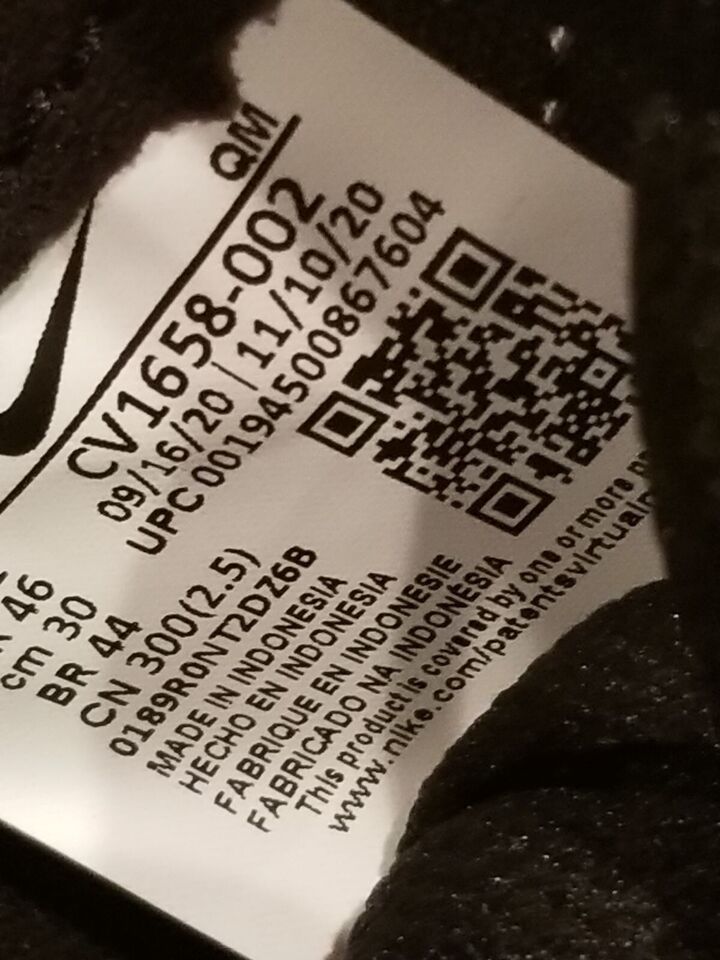 QM
CV1658-002
09/16/20 | 11/10/20
UPC 00194500867604
46
cm 30
BR 44
CN 300(2.5)
0189R0NT2DZ6B
MADE IN INDONESIA
HECHO EN INDONESIA
FABRIQUE EN INDONESIE
FABRICADO NA INDONÉSIA
This product is covered by one or more
www.nike.com/patentsvirtual